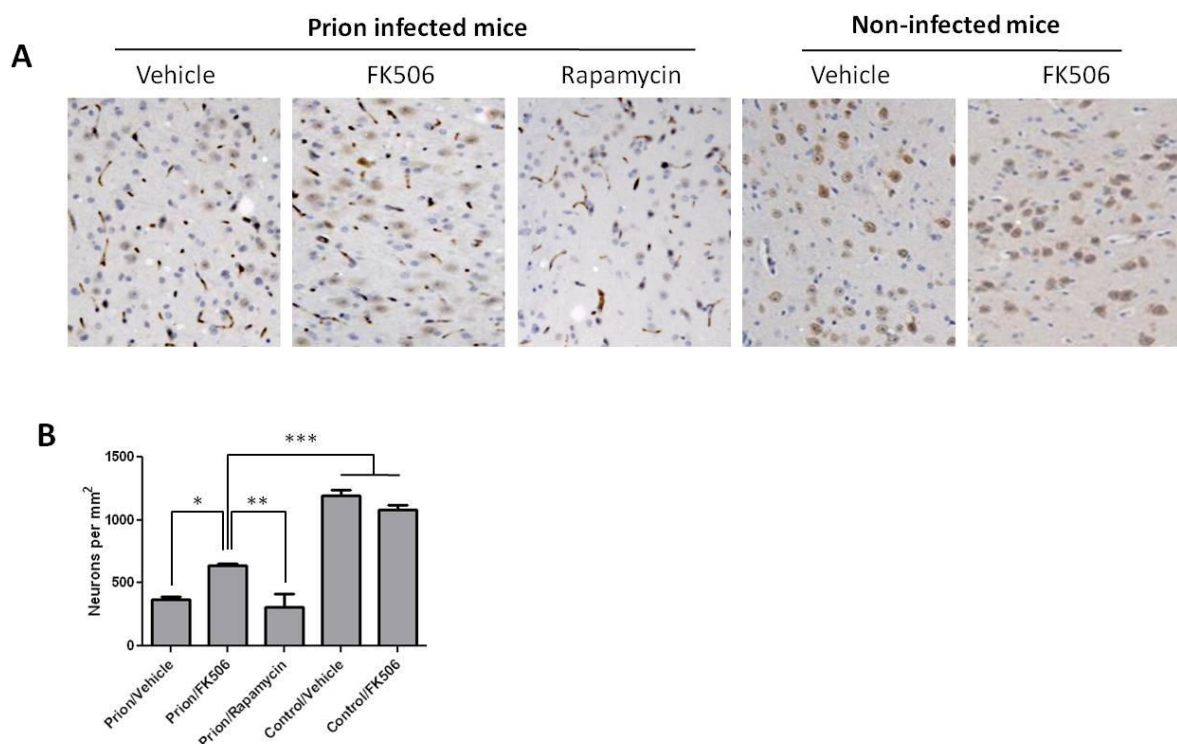 Prion infected mice
Non-infected mice
A
Vehicle
FK506
Rapamycin
Vehicle
FK506
B
***
*
**
1500
1000
500
0
Neurons per mm²
Prion/Vehicle
Prion/FK506
Prion/Rapamycin
Control/Vehicle
Control/FK506